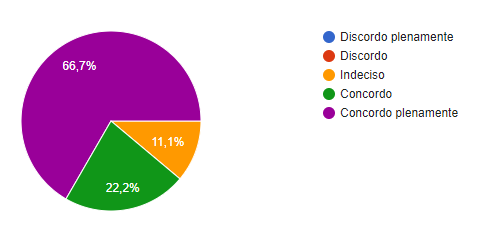 66,7%
11,1%
22,2%
Discordo plenamente
Discordo
Indeciso
Concordo
Concordo plenamente